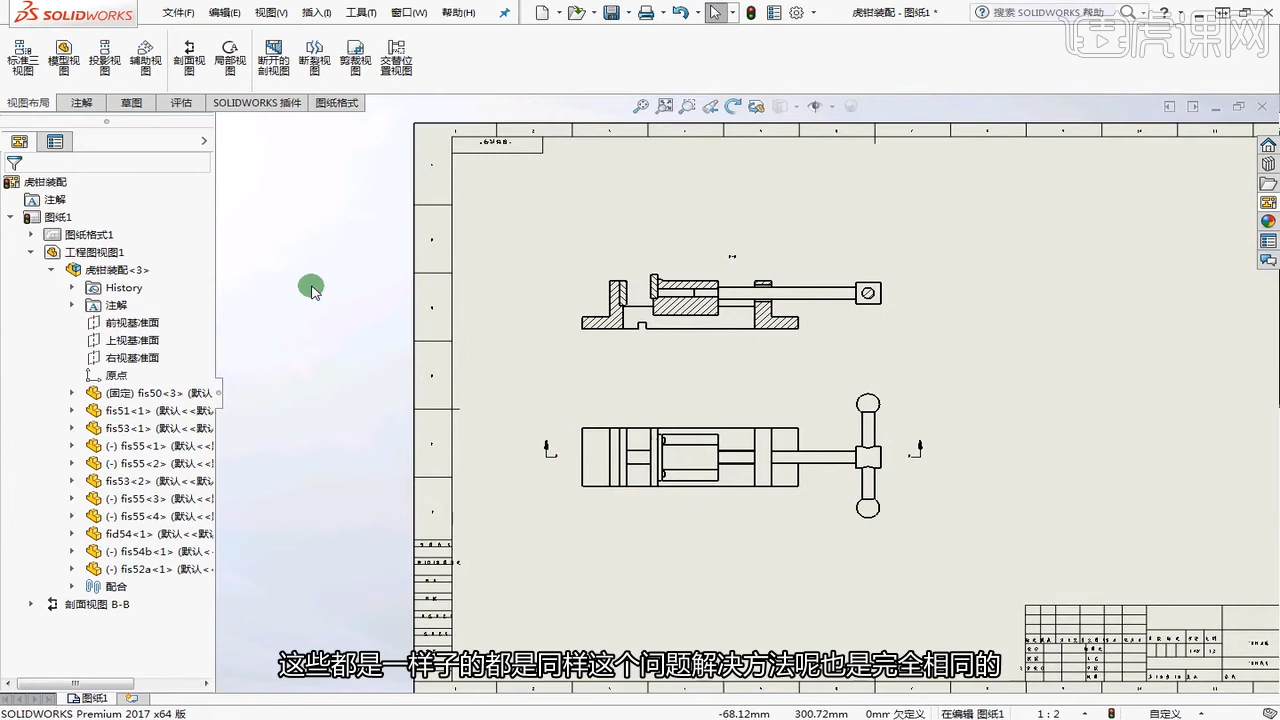 SOLIDWORKS 文件(F) 编辑(E) 视图(V) 插入(I) 工具(T) 窗口(W) 帮助(H) 虎钳装配 - 图纸1 * 搜索 SOLIDWORKS 帮助
虎课网
标准三视图 模型视图 投影视图 辅助视图 剖面视图 局部视图 断开的剖视图 断裂视图 剪裁视图 交替位置视图
视图布局 注解 草图 评估 SOLIDWORKS 插件 图纸格式
虎钳装配
注解
图纸1
图纸格式1
工程图视图1
虎钳装配<3>
History
注解
前视基准面
上视基准面
右视基准面
原点
(固定) fis50<3> (默认
fis51<1> (默认<<默
fis53<1> (默认<<默
(-) fis55<1> (默认<<
(-) fis55<2> (默认<<
fis53<2> (默认<<默
(-) fis55<3> (默认<<
(-) fis55<4> (默认<<
fid54<1> (默认<<默
(-) fis54b<1> (默认<
(-) fis52a<1> (默认<
配合
剖面视图 B-B
这些都是一样子的都是同样这个问题解决方法呢也是完全相同的
图纸1
SOLIDWORKS Premium 2017 x64 版 -68.12mm 300.72mm 0mm 欠定义 在编辑 图纸1 1 : 2 自定义